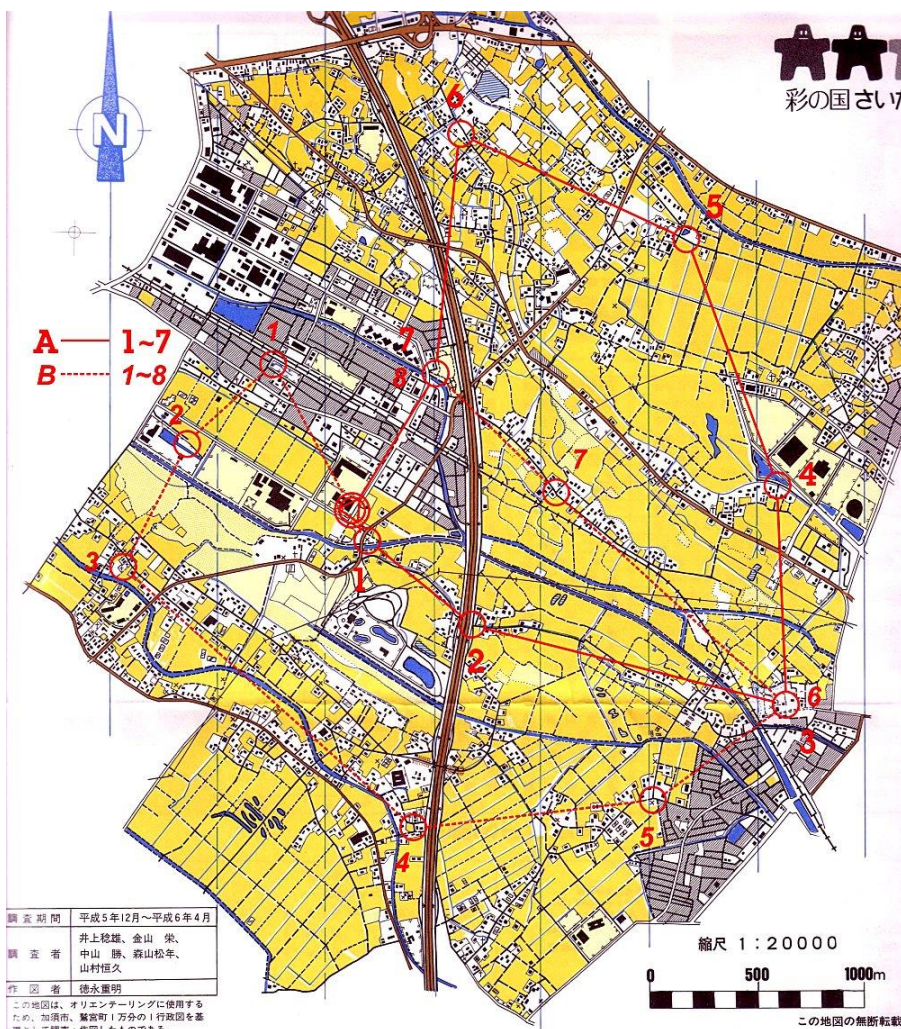 N
彩の国さいた
A 1~7
B 1~8
6
5
1
7
8
2
7
4
3
1
2
6
3
4
5
調査期間 平成5年12月～平成6年4月
調査者 井上稔雄、金山 栄、
中山 勝、森山松年、
山村恒久
作図者 徳永重明
この地図は、オリエンテーリングに使用する
ため、加須市、鷲宮町1万分の1行政図を基
縮尺 1:20000
0 500 1000m
この地図の無断転載